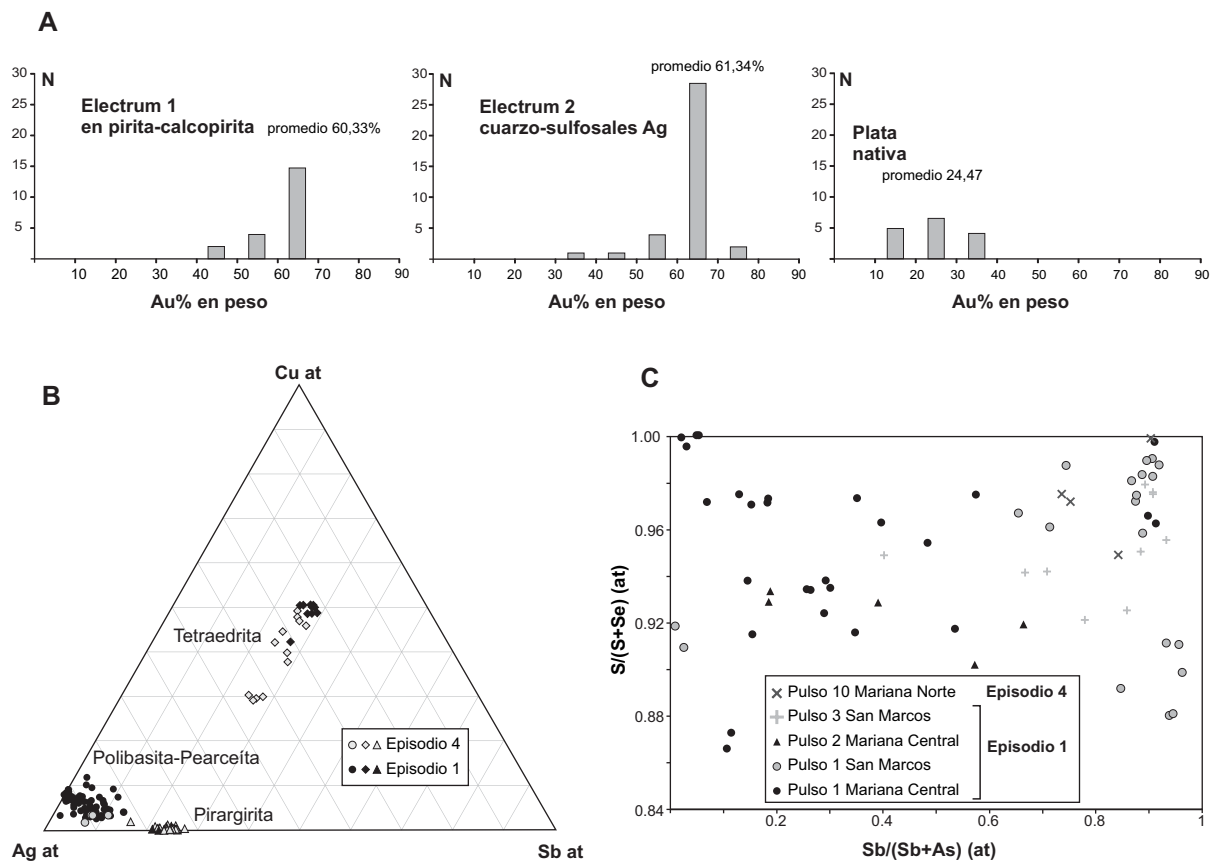 A
30
25
20
15
10
5
N
Electrum 1
en pirita-calcopirita
promedio 60,33%
10 20 30 40 50 60 70 80 90
Au% en peso
30
25
20
15
10
5
N
promedio 61,34%
Electrum 2
cuarzo-sulfosales Ag
10 20 30 40 50 60 70 80 90
Au% en peso
30
25
20
15
10
5
N
Plata
nativa
promedio 24,47
10 20 30 40 50 60 70 80 90
Au% en peso
B
Cu at
Tetraedrita
Polibasita-Pearceíta
Pirargirita
Episodio 4
Episodio 1
Ag at
Sb at
C
S/(S+Se) (at)
1.00
0.96
0.92
0.88
0.84
Pulso 10 Mariana Norte Episodio 4
Pulso 3 San Marcos
Pulso 2 Mariana Central
Episodio 1
Pulso 1 San Marcos
Pulso 1 Mariana Central
0.2 0.4 0.6 0.8 1
Sb/(Sb+As) (at)